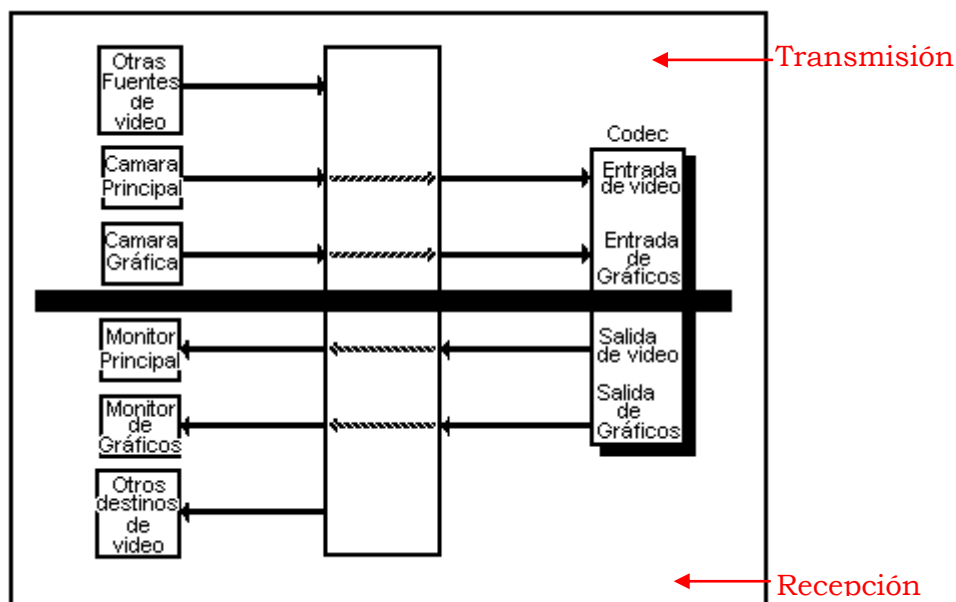 Otras
Fuentes
de
video
Transmisión
Codec
Camara
Principal
Entrada
de video
Camara
Gráfica
Entrada
de
Gráficos
Monitor
Principal
Salida
de video
Monitor
de
Gráficos
Salida
de
Gráficos
Otros
destinos
de
video
Recepción